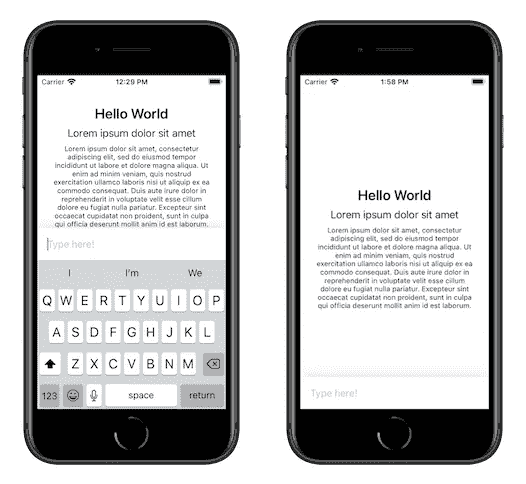 Carrier 12:29 PM
Hello World
Lorem ipsum dolor sit amet
Lorem ipsum dolor sit amet, consectetur
adipiscing elit, sed do eiusmod tempor
incididunt ut labore et dolore magna aliqua. Ut
enim ad minim veniam, quis nostrud
exercitation ullamco laboris nisi ut aliquip ex ea
commodo consequat. Duis aute irure dolor in
reprehenderit in voluptate velit esse cillum
dolore eu fugiat nulla pariatur. Excepteur sint
occaecat cupidatat non proident, sunt in culpa
qui officia deserunt mollit anim id est laborum.
Type here!
I I'm We
Q W E R T Y U I O P
A S D F G H J K L
Z X C V B N M
123 space return
Carrier 1:58 PM
Hello World
Lorem ipsum dolor sit amet
Lorem ipsum dolor sit amet, consectetur
adipiscing elit, sed do eiusmod tempor
incididunt ut labore et dolore magna aliqua. Ut
enim ad minim veniam, quis nostrud
exercitation ullamco laboris nisi ut aliquip ex ea
commodo consequat. Duis aute irure dolor in
reprehenderit in voluptate velit esse cillum
dolore eu fugiat nulla pariatur. Excepteur sint
occaecat cupidatat non proident, sunt in culpa
qui officia deserunt mollit anim id est laborum.
Type here!